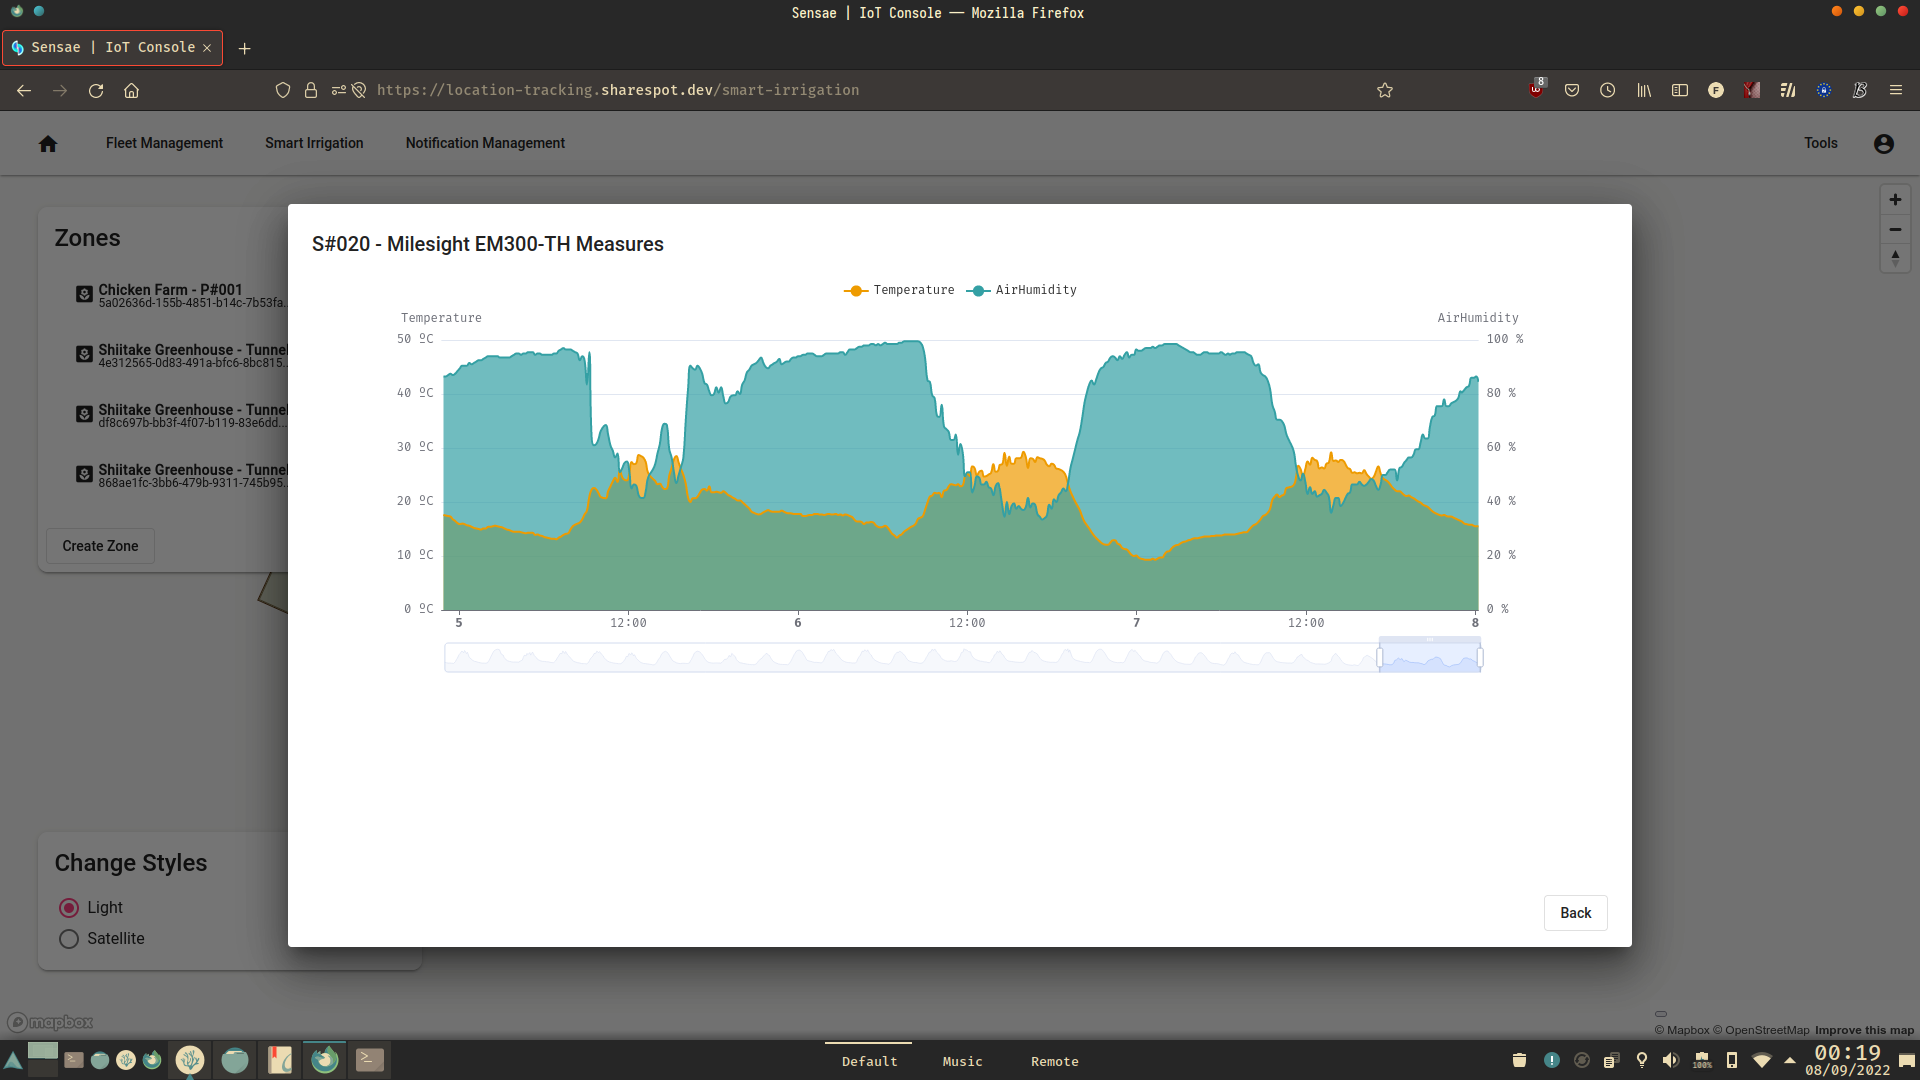 Sensae | IoT Console — Mozilla Firefox
Sensae | IoT Console
https://location-tracking.sharespot.dev/smart-irrigation
8
Fleet Management
Smart Irrigation
Notification Management
Tools
Zones
Chicken Farm - P#001
5a02636d-155b-4851-b14c-7b53fa...
Shiitake Greenhouse - Tunnel
4e312565-0d83-491a-bfc6-8bc815...
Shiitake Greenhouse - Tunnel
df8c697b-bb3f-4f07-b119-83e6dd...
Shiitake Greenhouse - Tunnel
868ae1fc-3bb6-479b-9311-745b95...
Create Zone
S#020 - Milesight EM300-TH Measures
Temperature
AirHumidity
Temperature
AirHumidity
50 ºC
100 %
40 ºC
80 %
30 ºC
60 %
20 ºC
40 %
10 ºC
20 %
0 ºC
0 %
5
12:00
6
12:00
7
12:00
8
Back
Change Styles
Light
Satellite
mapbox
© Mapbox © OpenStreetMap Improve this map
Default
Music
Remote
100%
00:19
08/09/2022